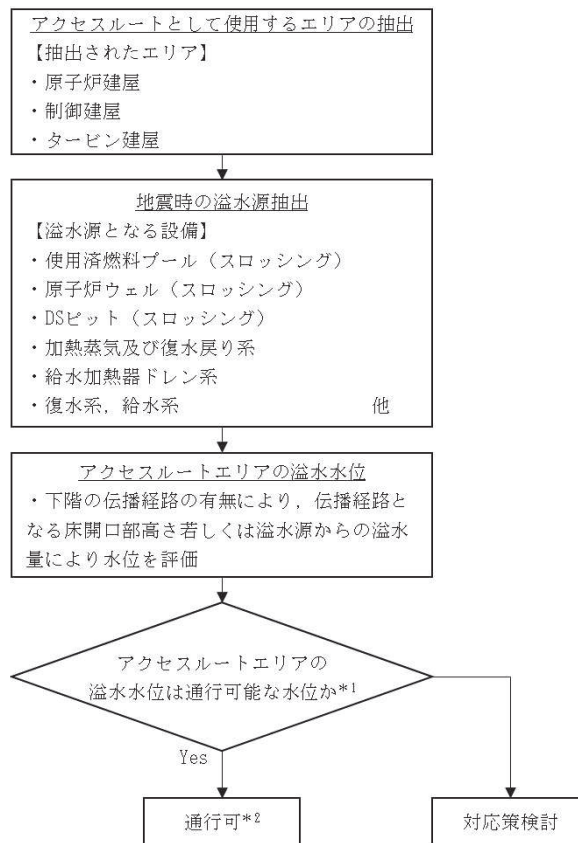 アクセスルートとして使用するエリアの抽出
【抽出されたエリア】
・原子炉建屋
・制御建屋
・タービン建屋
地震時の溢水源抽出
【溢水源となる設備】
・使用済燃料プール（スロッシング）
・原子炉ウェル（スロッシング）
・DSピット（スロッシング）
・加熱蒸気及び復水戻り系
・給水加熱器ドレン系
・復水系，給水系　　　　　　　　他
アクセスルートエリアの溢水水位
・下階の伝播経路の有無により，伝播経路と
なる床開口部高さ若しくは溢水源からの溢水
量により水位を評価
アクセスルートエリアの
溢水水位は通行可能な水位か*1
Yes
通行可*2
対応策検討